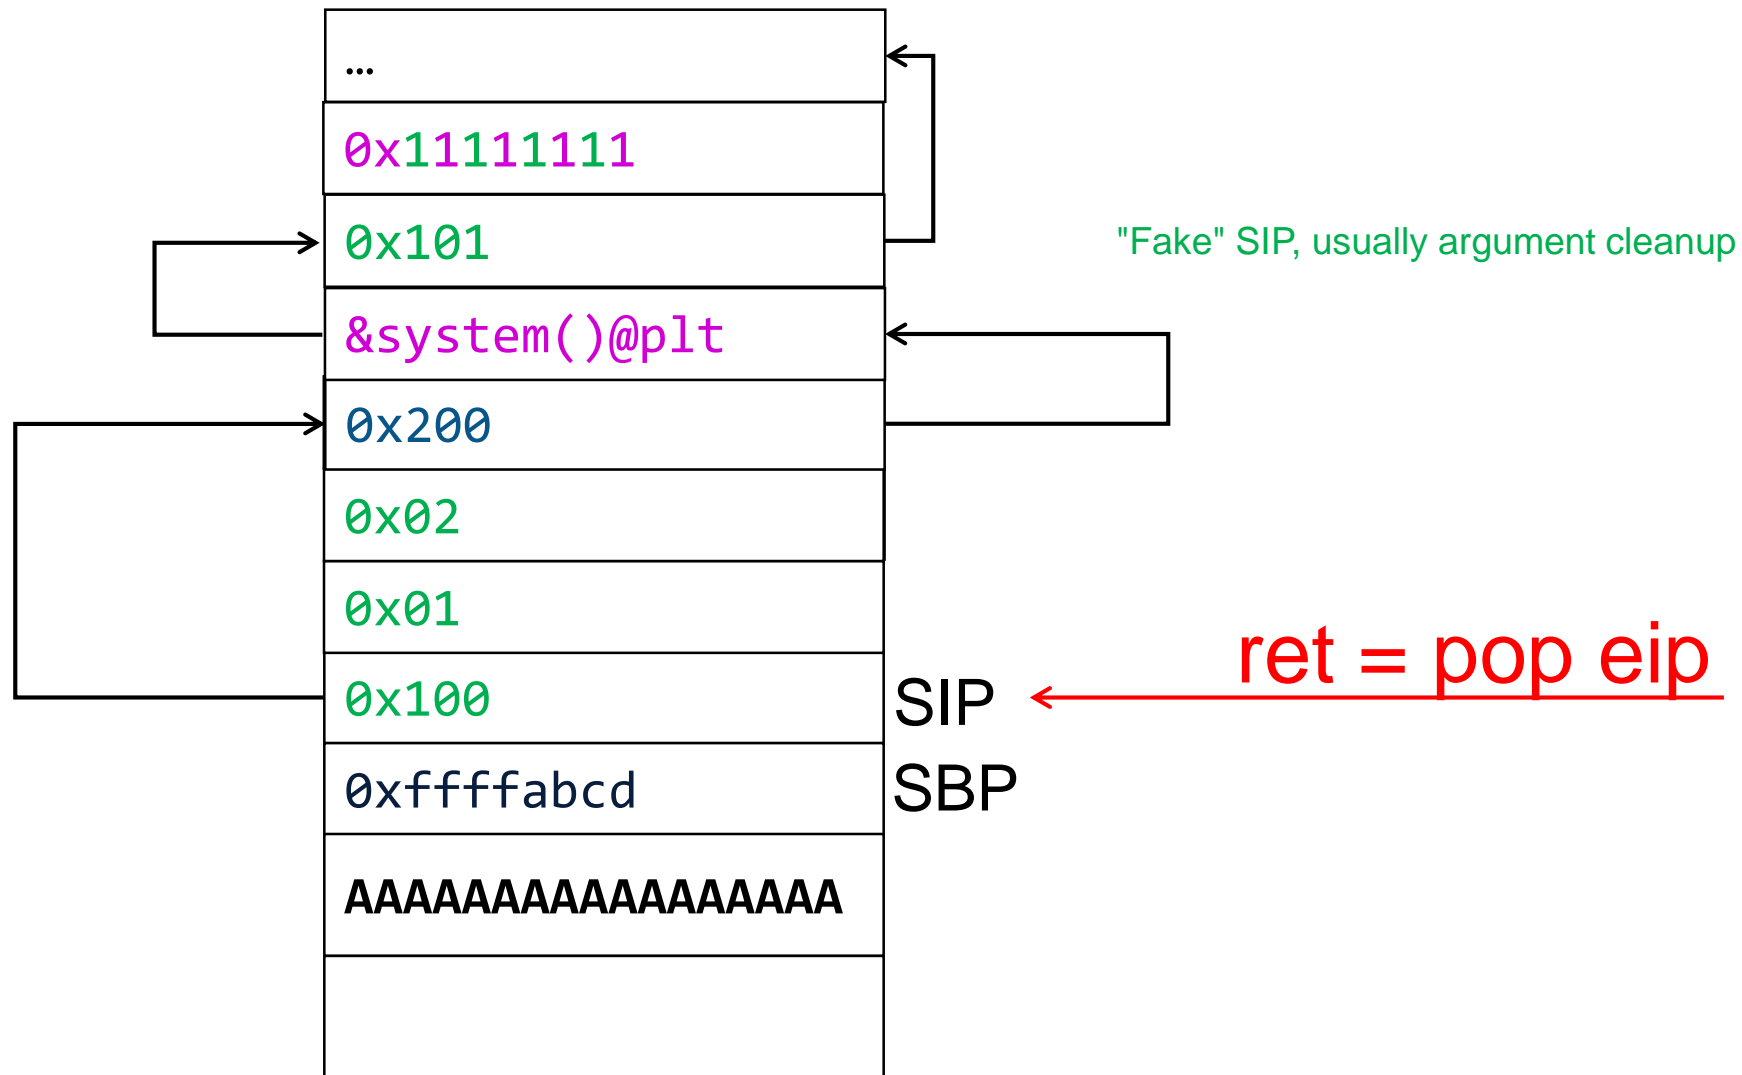 …
0x11111111
0x101
"Fake" SIP, usually argument cleanup
&system()@plt
0x200
0x02
0x01
ret = pop eip
0x100
SIP
0xffffabcd
SBP
AAAAAAAAAAAAAAAAA